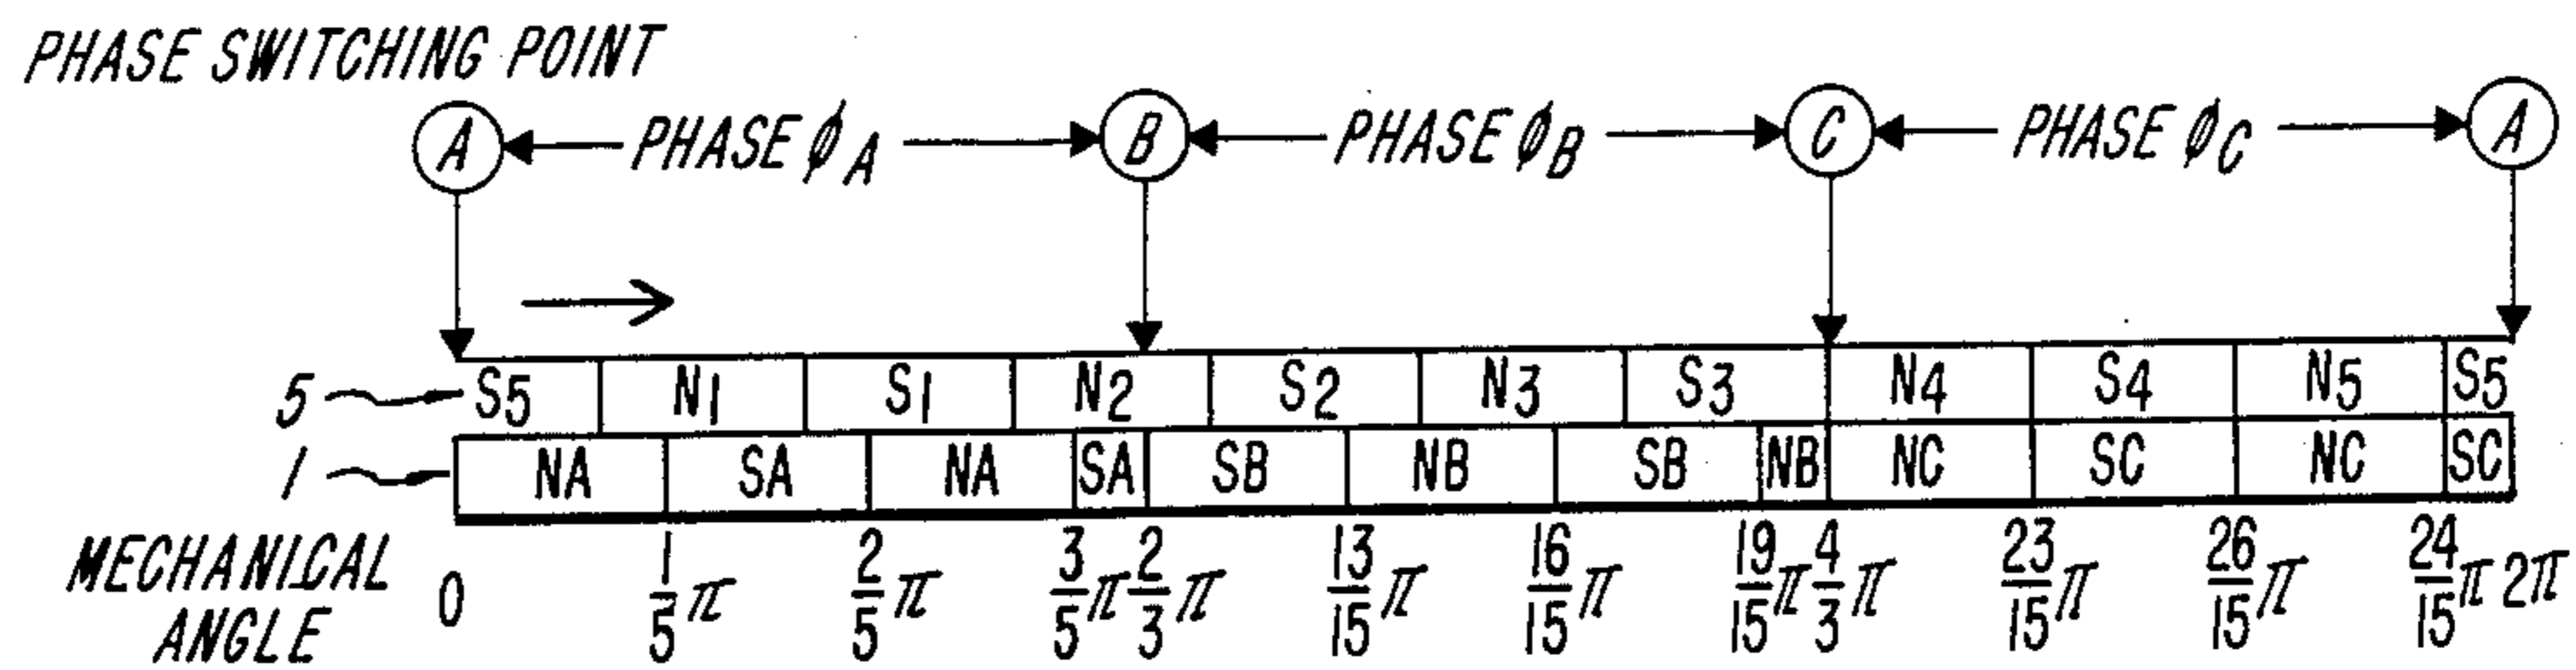 PHASE SWITCHING POINT
A PHASE ϕA B PHASE ϕB C PHASE ϕC A
5 S5 N1 S1 N2 S2 N3 S3 N4 S4 N5 S5
1 NA SA NA SA SB NB SB NB NC SC NC SC
MECHANICAL ANGLE 0 1/5π 2/5π 3/5π 2/3π 13/15π 16/15π 19/15π 4/3π 23/15π 26/15π 24/15π 2π